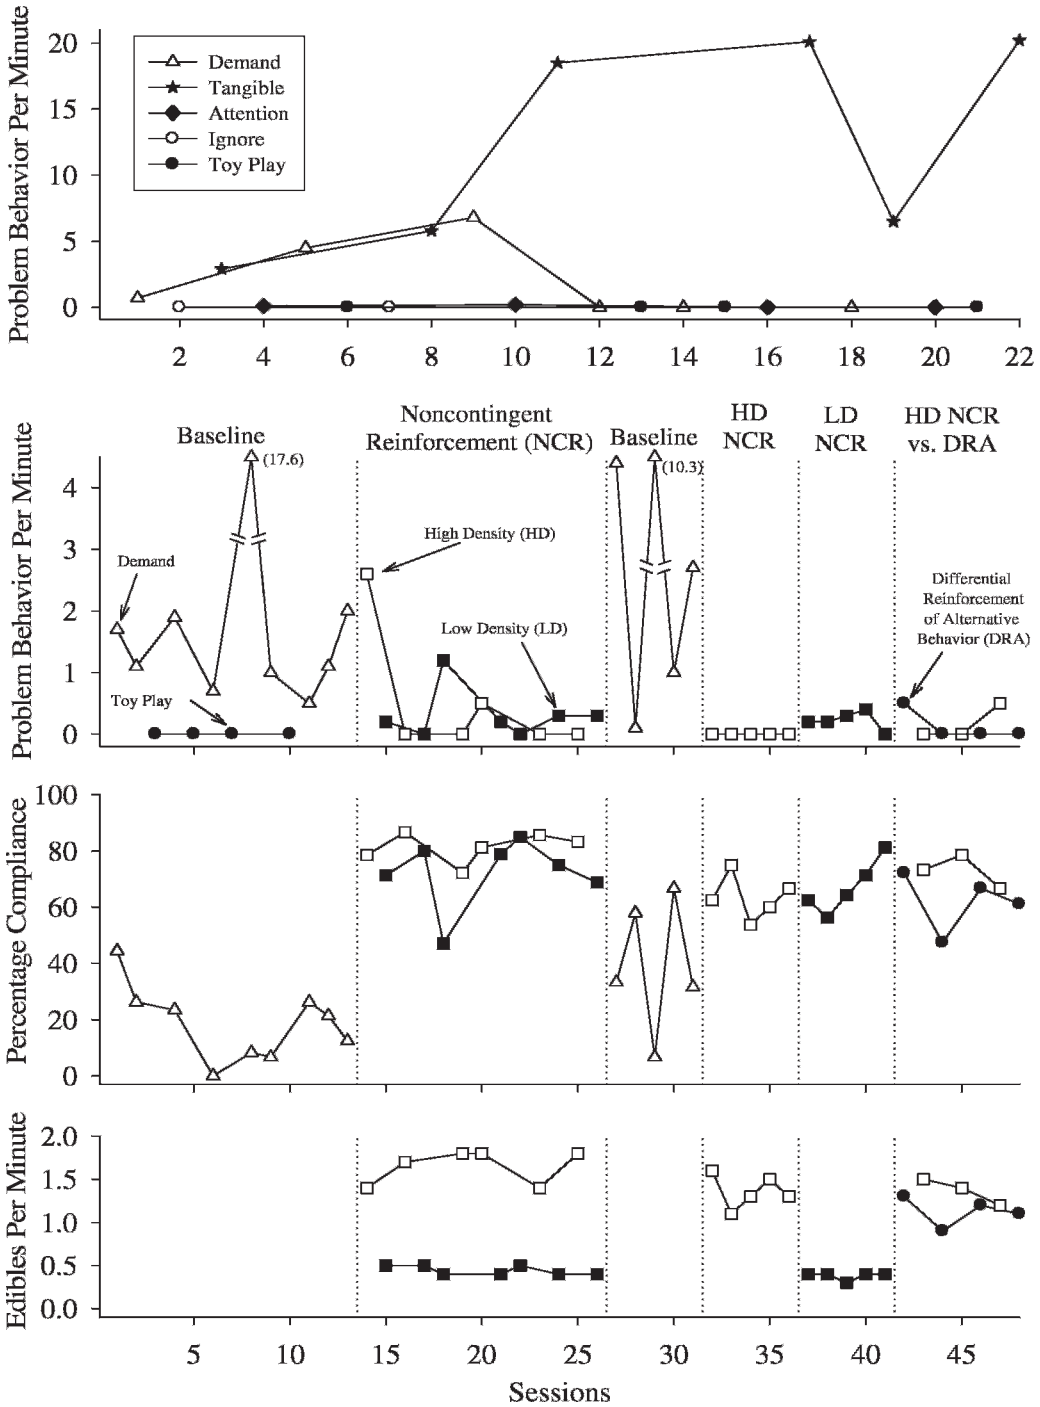 Problem Behavior Per Minute
20
15
10
5
0
Demand
Tangible
Attention
Ignore
Toy Play
2 4 6 8 10 12 14 16 18 20 22
Baseline
Noncontingent
Reinforcement (NCR)
Baseline
HD
NCR
LD
NCR
HD NCR
vs. DRA
Problem Behavior Per Minute
4
3
2
1
0
(17.6)
(10.3)
Demand
Toy Play
High Density (HD)
Low Density (LD)
Differential
Reinforcement
of Alternative
Behavior (DRA)
Percentage Compliance
100
80
60
40
20
0
Edibles Per Minute
2.0
1.5
1.0
0.5
0.0
5 10 15 20 25 30 35 40 45
Sessions